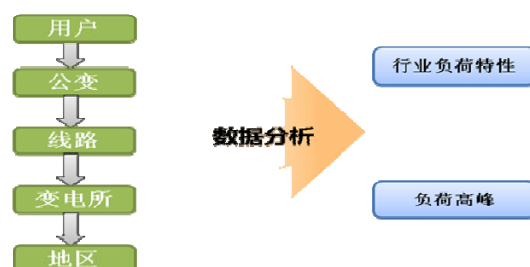 用户
公变
线路
变电所
地区
数据分析
行业负荷特性
负荷高峰